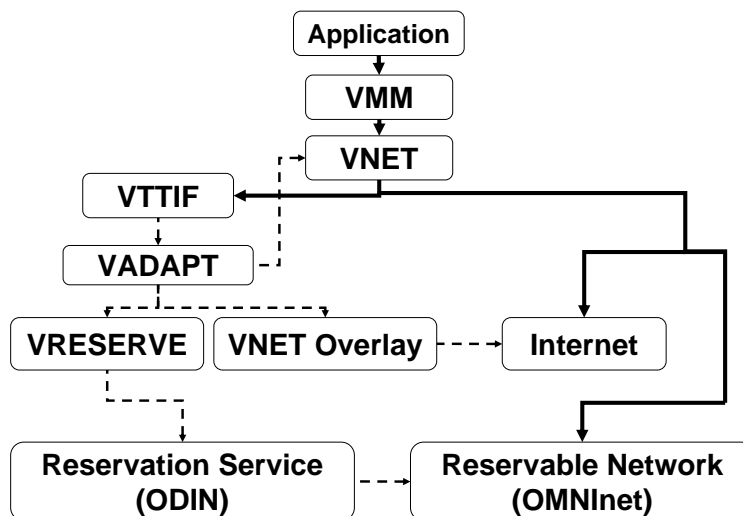 Application
VMM
VNET
VTTIF
VADAPT
VRESERVE
VNET Overlay
Internet
Reservation Service
(ODIN)
Reservable Network
(OMNInet)